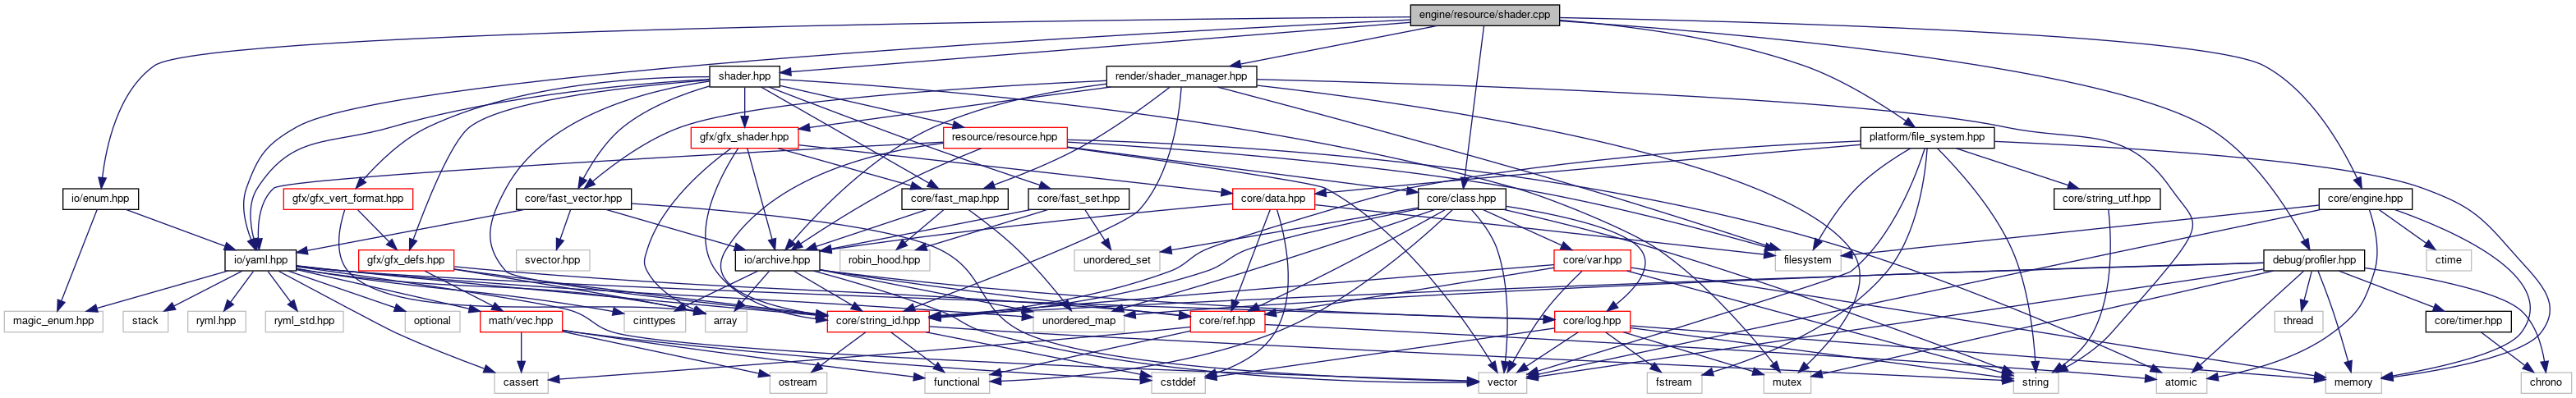 engine/resource/shader.cpp
shader.hpp
render/shader_manager.hpp
gfx/gfx_shader.hpp
resource/resource.hpp
platform/file_system.hpp
io/enum.hpp
gfx/gfx_vert_format.hpp
core/fast_vector.hpp
core/fast_map.hpp
core/fast_set.hpp
core/data.hpp
core/class.hpp
core/string_utf.hpp
core/engine.hpp
io/yaml.hpp
gfx/gfx_defs.hpp
svector.hpp
io/archive.hpp
robin_hood.hpp
unordered_set
core/var.hpp
filesystem
debug/profiler.hpp
ctime
magic_enum.hpp
stack
ryml.hpp
ryml_std.hpp
optional
math/vec.hpp
cinttypes
array
core/string_id.hpp
unordered_map
core/ref.hpp
core/log.hpp
thread
core/timer.hpp
cassert
ostream
functional
cstddef
vector
fstream
mutex
string
atomic
memory
chrono